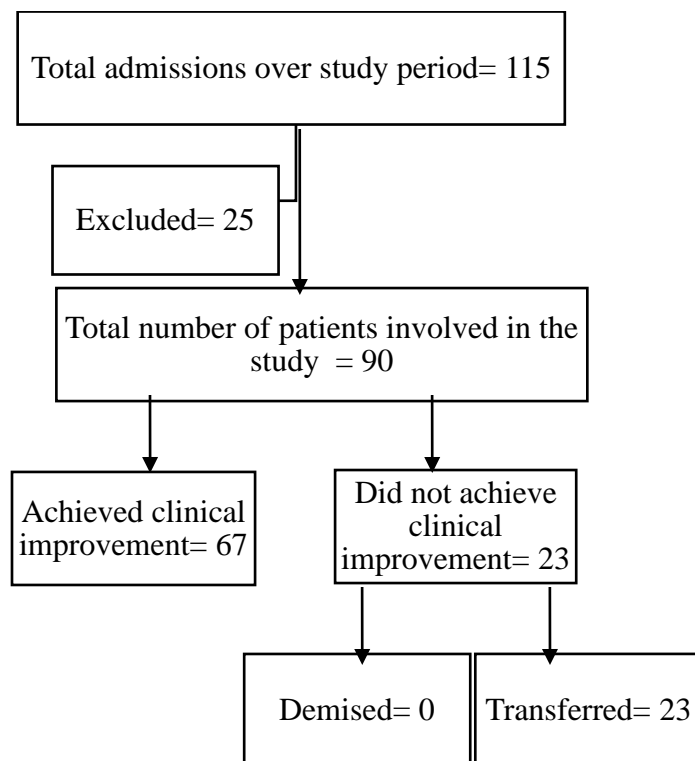 Total admissions over study period= 115
Excluded= 25
Total number of patients involved in the
study = 90
Achieved clinical
improvement= 67
Did not achieve
clinical
improvement= 23
Demised= 0
Transferred= 23